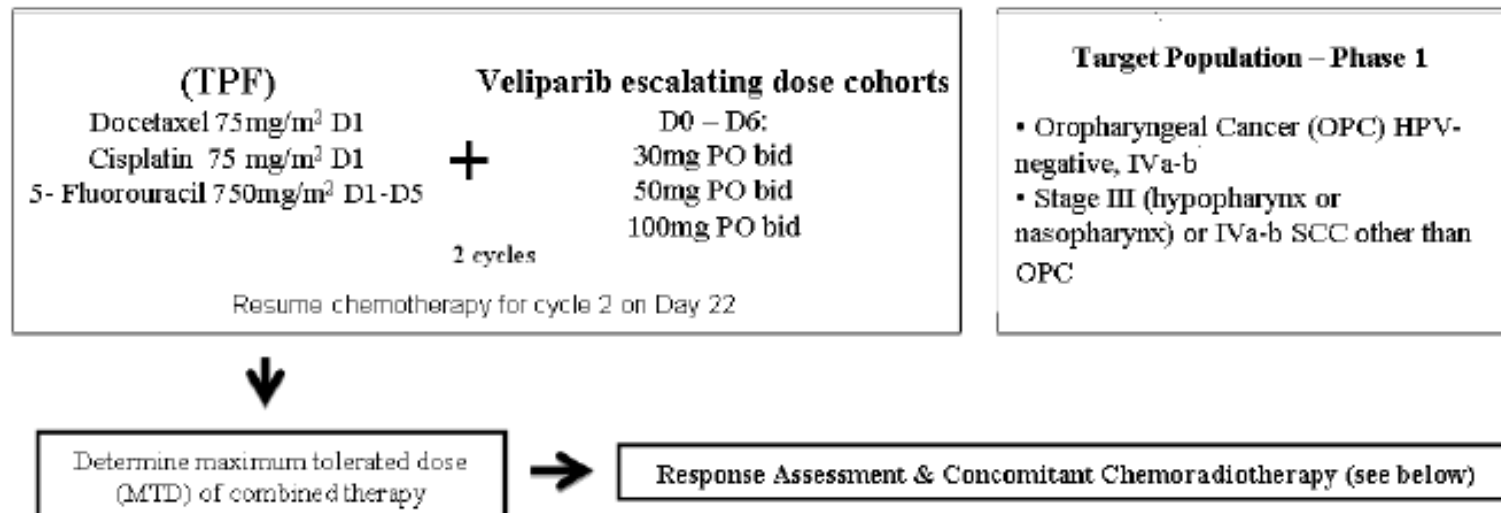 (TPF)
Docetaxel 75mg/m² D1
Cisplatin 75 mg/m² D1
5- Fluorouracil 750mg/m² D1-D5
+
Veliparib escalating dose cohorts
D0 – D6:
30mg PO bid
50mg PO bid
100mg PO bid
2 cycles
Resume chemotherapy for cycle 2 on Day 22
Target Population – Phase 1
• Oropharyngeal Cancer (OPC) HPV-
negative, IVa-b
• Stage III (hypopharynx or
nasopharynx) or IVa-b SCC other than
OPC
Determine maximum tolerated dose
(MTD) of combined therapy
Response Assessment & Concomitant Chemoradiotherapy (see below)